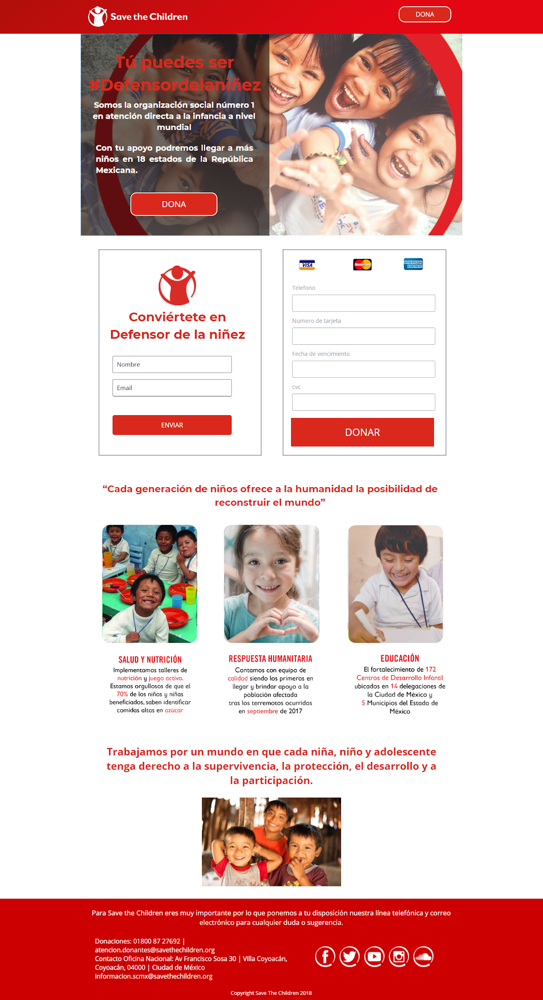 Save the Children
DONA
Tú puedes ser
#Defensordelaniñez
Somos la organización social número 1
en atención directa a la infancia a nivel
mundial
Con tu apoyo podremos llegar a más
niños en 18 estados de la República
Mexicana.
DONA
Conviértete en
Defensor de la niñez
Nombre
Email
ENVIAR
VISA
MasterCard
AMERICAN
EXPRESS
Telefono
Numero de tarjeta
Fecha de vencimiento
cvc
DONAR
“Cada generación de niños ofrece a la humanidad la posibilidad de
reconstruir el mundo”
SALUD Y NUTRICIÓN
Implementamos talleres de
nutrición y juego activo.
Estamos orgullosos de que el
70% de los niños y niñas
beneficiados, saben identificar
comidas altas en azúcar
RESPUESTA HUMANITARIA
Contamos con equipo de
calidad siendo los primeros en
llegar y brindar apoyo a la
población afectada
tras los terremotos ocurridos
en septiembre de 2017
EDUCACIÓN
El fortalecimiento de 172
Centros de Desarrollo Infantil
ubicados en 14 delegaciones de
la Ciudad de México y
5 Municipios del Estado de
México
Trabajamos por un mundo en que cada niña, niño y adolescente
tenga derecho a la supervivencia, la protección, el desarrollo y a
la participación.
Para Save the Children eres muy importante por lo que ponemos a tu disposición nuestra línea telefónica y correo
electrónico para cualquier duda o sugerencia.
Donaciones: 01800 87 27692 |
atencion.donantes@savethechildren.org
Contacto Oficina Nacional: Av Francisco Sosa 30 | Villa Coyoacán,
Coyoacán, 04000 | Ciudad de México
informacion.scmx@savethechildren.org
Copyright Save The Children 2018